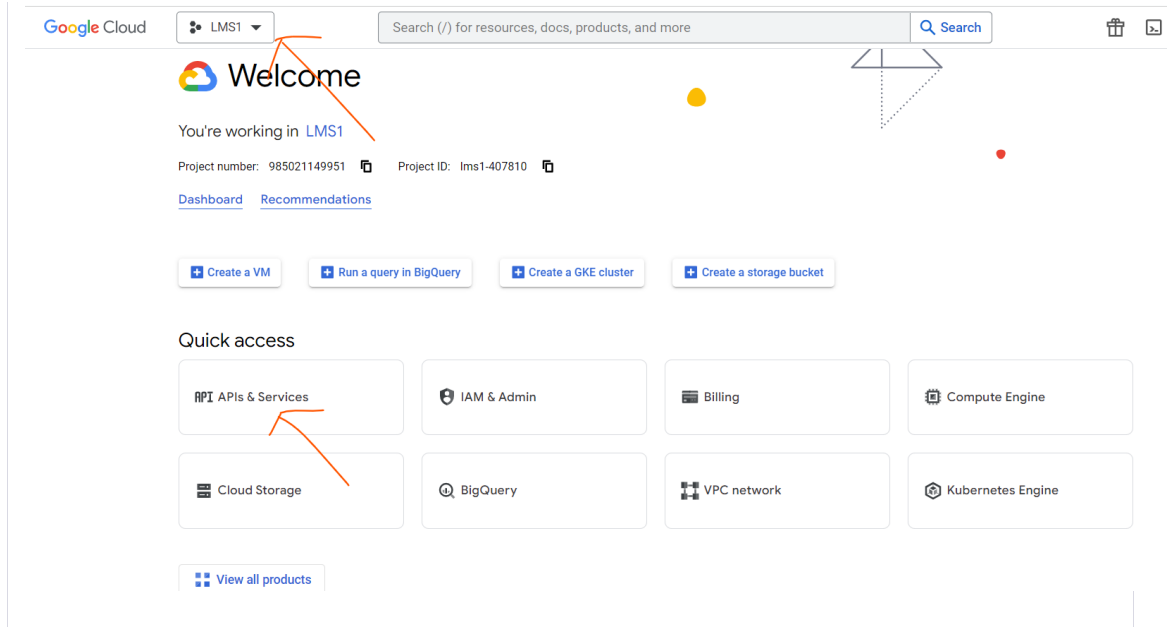 Google Cloud LMS1 Search (/) for resources, docs, products, and more Search
Welcome
You're working in LMS1
Project number: 985021149951 Project ID: lms1-407810
Dashboard Recommendations
Create a VM Run a query in BigQuery Create a GKE cluster Create a storage bucket
Quick access
API APIs & Services IAM & Admin Billing Compute Engine
Cloud Storage BigQuery VPC network Kubernetes Engine
View all products